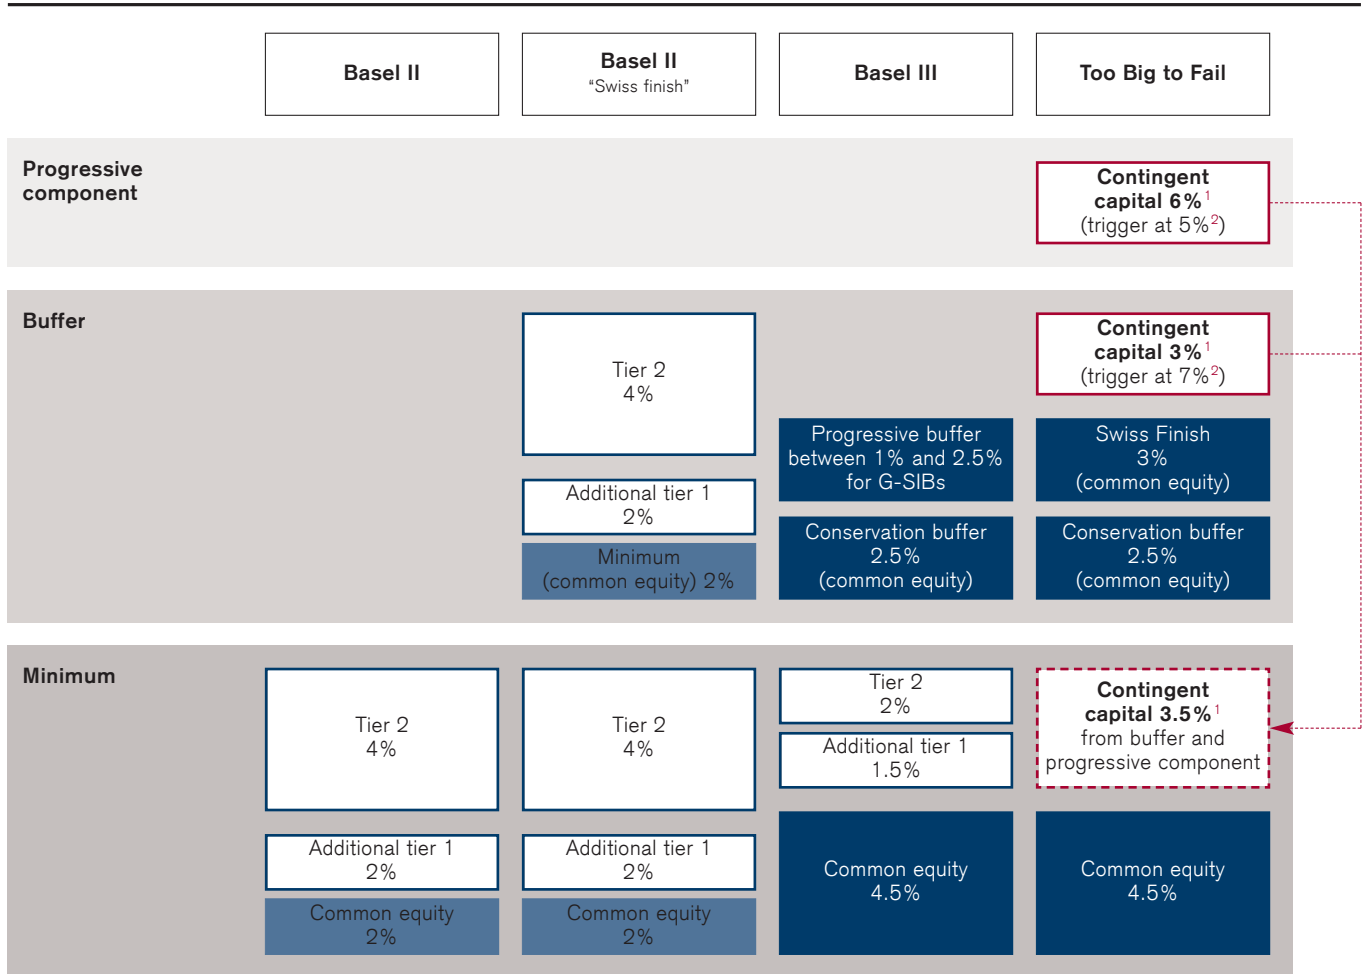 Basel II
Basel II
“Swiss finish”
Basel III
Too Big to Fail
Progressive
component
Contingent
capital 6%1
(trigger at 5%2)
Buffer
Tier 2
4%
Additional tier 1
2%
Minimum
(common equity) 2%
Progressive buffer
between 1% and 2.5%
for G-SIBs
Conservation buffer
2.5%
(common equity)
Contingent
capital 3%1
(trigger at 7%2)
Swiss Finish
3%
(common equity)
Conservation buffer
2.5%
(common equity)
Minimum
Tier 2
4%
Additional tier 1
2%
Common equity
2%
Tier 2
4%
Additional tier 1
2%
Common equity
2%
Tier 2
2%
Additional tier 1
1.5%
Common equity
4.5%
Contingent
capital 3.5%1
from buffer and
progressive component
Common equity
4.5%